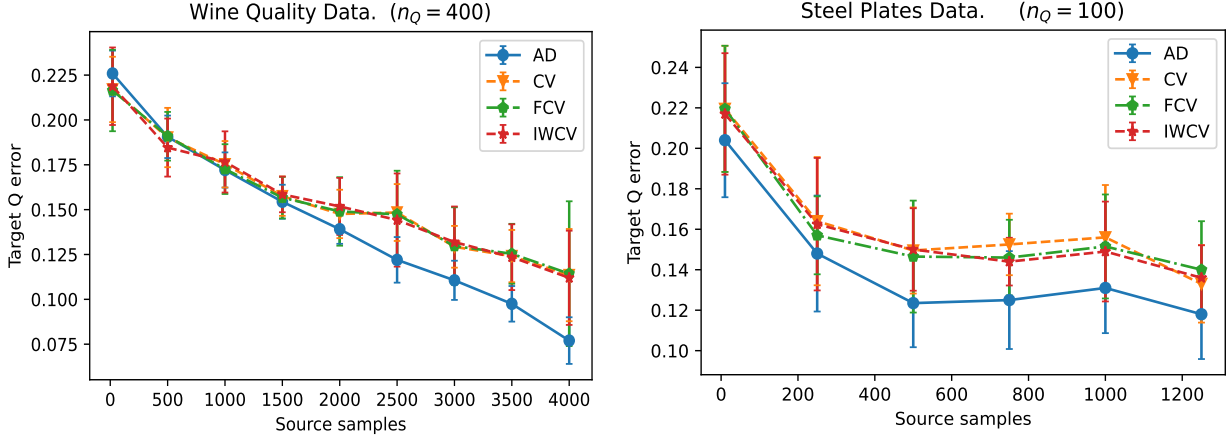 Wine Quality Data. (n_Q = 400)
Target Q error
0.225
0.200
0.175
0.150
0.125
0.100
0.075
AD
CV
FCV
IWCV
0 500 1000 1500 2000 2500 3000 3500 4000
Source samples
Steel Plates Data. (n_Q = 100)
Target Q error
0.24
0.22
0.20
0.18
0.16
0.14
0.12
0.10
AD
CV
FCV
IWCV
0 200 400 600 800 1000 1200
Source samples